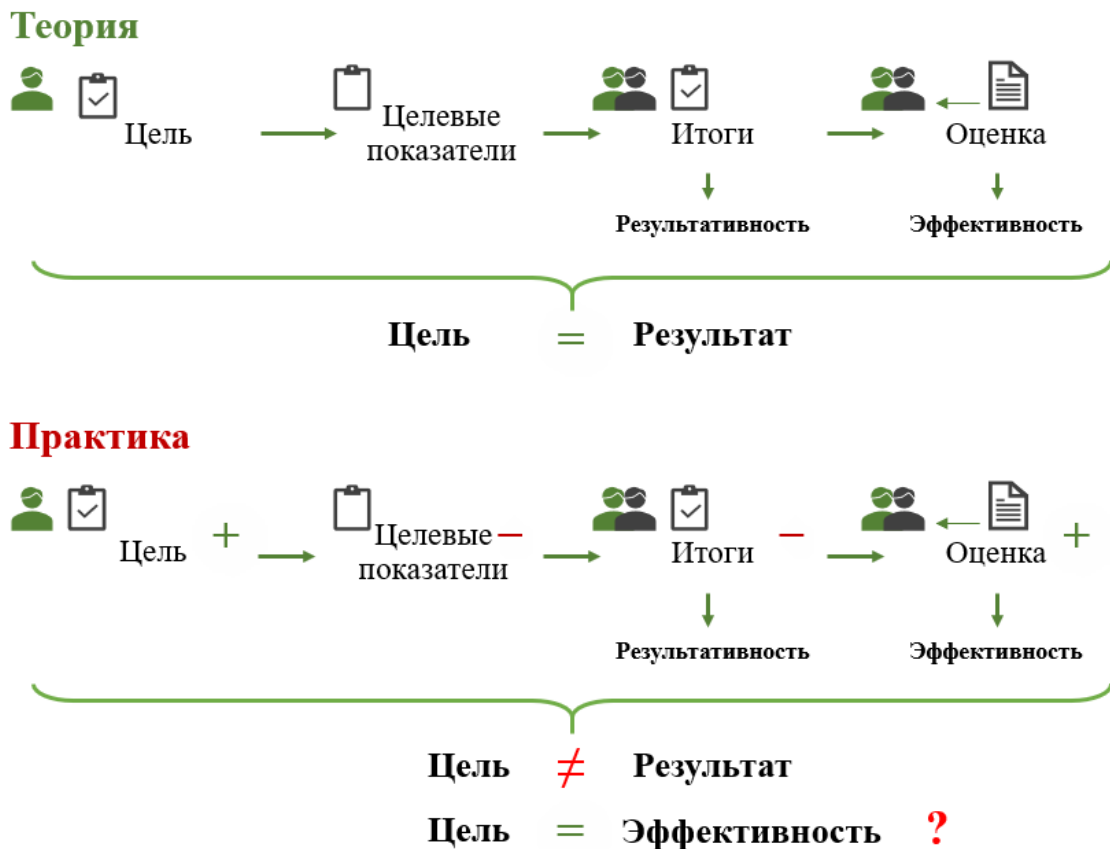 Теория
Цель
Целевые
показатели
Итоги
Оценка
Результативность
Эффективность
Цель = Результат
Практика
Цель +
Целевые −
показатели
Итоги −
Оценка +
Результативность
Эффективность
Цель ≠ Результат
Цель = Эффективность ?